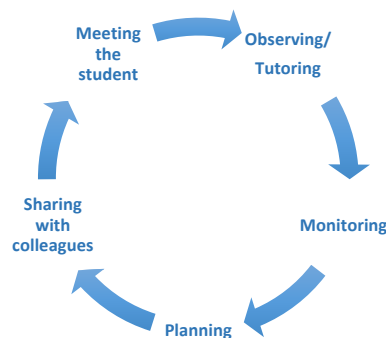 Meeting
the
student
Observing/
Tutoring
Monitoring
Planning
Sharing
with
colleagues